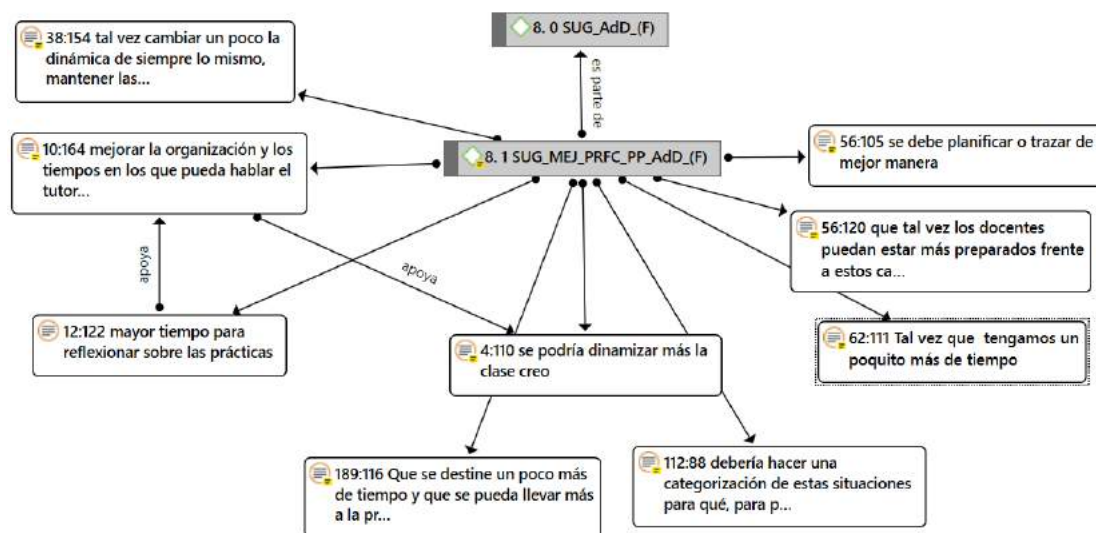 8. 0 SUG_AdD_(F)
38:154 tal vez cambiar un poco la
dinámica de siempre lo mismo,
mantener las...
es parte de
8. 1 SUG_MEJ_PRFC_PP_AdD_(F)
10:164 mejorar la organización y los
tiempos en los que pueda hablar el
tutor...
56:105 se debe planificar o trazar de
mejor manera
56:120 que tal vez los docentes
puedan estar más preparados frente
a estos ca...
apoya
apoya
12:122 mayor tiempo para
reflexionar sobre las prácticas
4:110 se podría dinamizar más la
clase creo
62:111 Tal vez que tengamos un
poquito más de tiempo
189:116 Que se destine un poco más
de tiempo y que se pueda llevar más
a la pr...
112:88 debería hacer una
categorización de estas situaciones
para qué, para p...